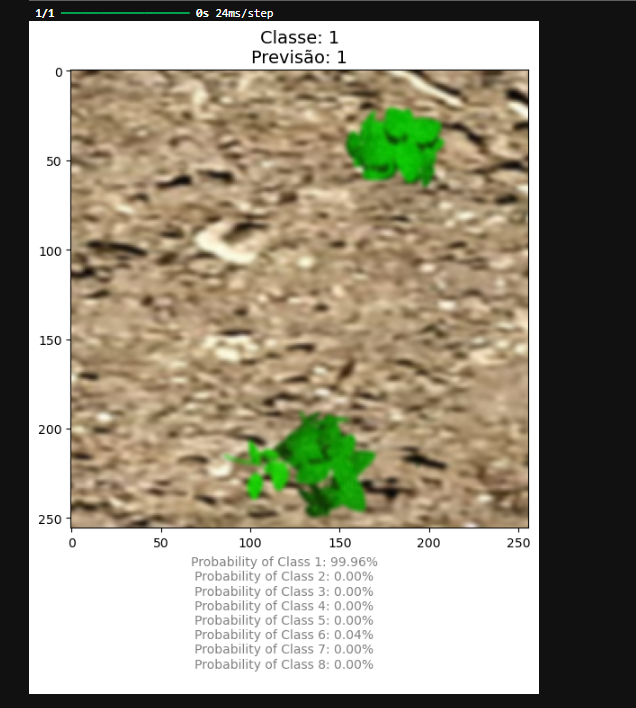 1/1 0s 24ms/step
Classe: 1
Previsão: 1
0
50
100
150
200
250
0 50 100 150 200 250
Probability of Class 1: 99.96%
Probability of Class 2: 0.00%
Probability of Class 3: 0.00%
Probability of Class 4: 0.00%
Probability of Class 5: 0.00%
Probability of Class 6: 0.04%
Probability of Class 7: 0.00%
Probability of Class 8: 0.00%